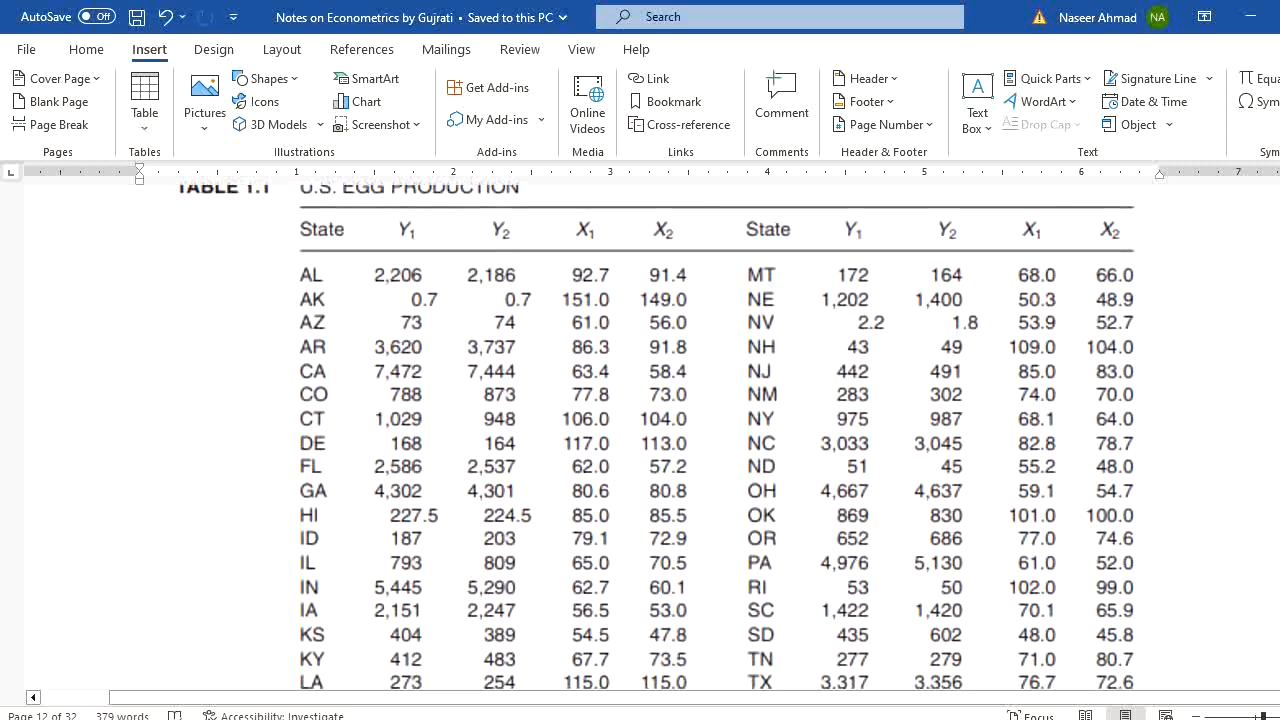 AutoSave Off Notes on Econometrics by Gujrati • Saved to this PC Search Naseer Ahmad NA
File Home Insert Design Layout References Mailings Review View Help
Cover Page
Blank Page
Page Break
Pages
Table
Tables
Pictures
Shapes
Icons
3D Models
SmartArt
Chart
Screenshot
Illustrations
Get Add-ins
My Add-ins
Add-ins
Online
Videos
Media
Link
Bookmark
Cross-reference
Links
Comment
Comments
Header
Footer
Page Number
Header & Footer
Text
Box
Quick Parts
WordArt
Drop Cap
Signature Line
Date & Time
Object
Text
Equa
Sym
Sym
1 2 3 4 5 6 7
TABLE 1.1 U.S. EGG PRODUCTION
State Y1 Y2 X1 X2 State Y1 Y2 X1 X2
AL 2,206 2,186 92.7 91.4 MT 172 164 68.0 66.0
AK 0.7 0.7 151.0 149.0 NE 1,202 1,400 50.3 48.9
AZ 73 74 61.0 56.0 NV 2.2 1.8 53.9 52.7
AR 3,620 3,737 86.3 91.8 NH 43 49 109.0 104.0
CA 7,472 7,444 63.4 58.4 NJ 442 491 85.0 83.0
CO 788 873 77.8 73.0 NM 283 302 74.0 70.0
CT 1,029 948 106.0 104.0 NY 975 987 68.1 64.0
DE 168 164 117.0 113.0 NC 3,033 3,045 82.8 78.7
FL 2,586 2,537 62.0 57.2 ND 51 45 55.2 48.0
GA 4,302 4,301 80.6 80.8 OH 4,667 4,637 59.1 54.7
HI 227.5 224.5 85.0 85.5 OK 869 830 101.0 100.0
ID 187 203 79.1 72.9 OR 652 686 77.0 74.6
IL 793 809 65.0 70.5 PA 4,976 5,130 61.0 52.0
IN 5,445 5,290 62.7 60.1 RI 53 50 102.0 99.0
IA 2,151 2,247 56.5 53.0 SC 1,422 1,420 70.1 65.9
KS 404 389 54.5 47.8 SD 435 602 48.0 45.8
KY 412 483 67.7 73.5 TN 277 279 71.0 80.7
LA 273 254 115.0 115.0 TX 3,317 3,356 76.7 72.6
Page 12 of 32 379 words Accessibility: Investigate Focus